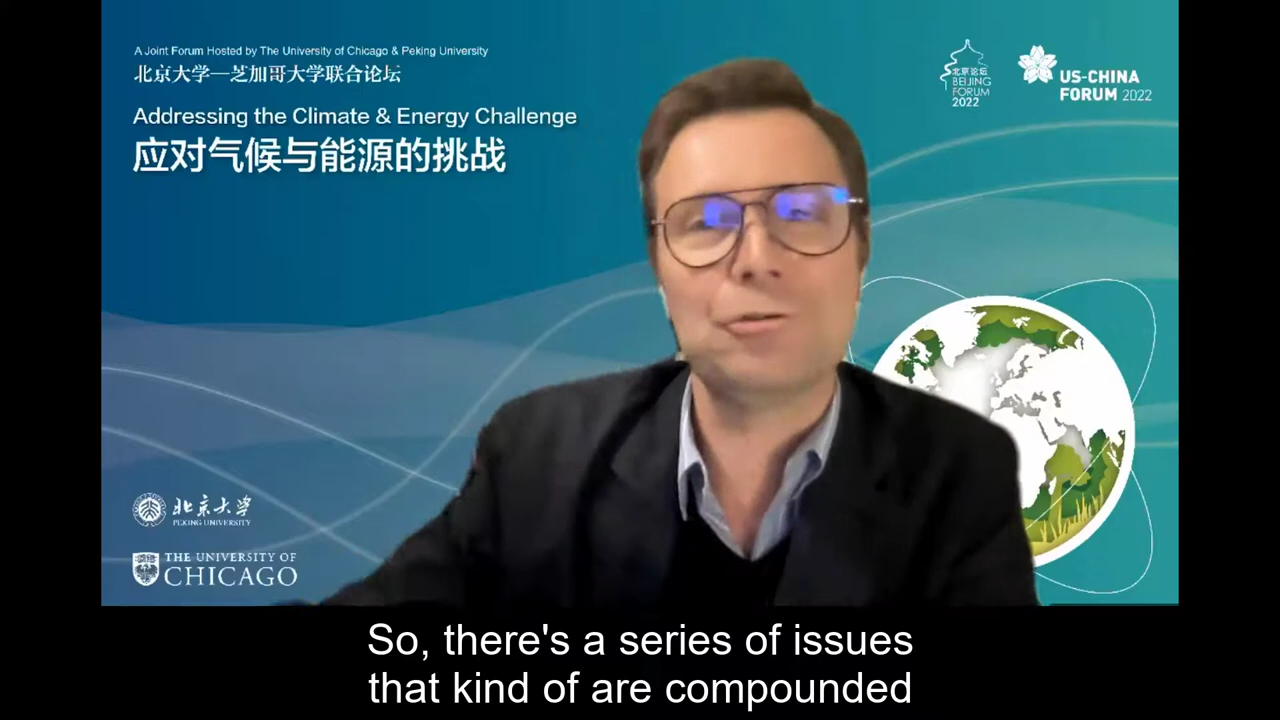 A Joint Forum Hosted by The University of Chicago & Peking University
北京大学—芝加哥大学联合论坛
Addressing the Climate & Energy Challenge
应对气候与能源的挑战
北京论坛
BEIJING
FORUM
2022
US-CHINA
FORUM 2022
北京大学
PEKING UNIVERSITY
THE UNIVERSITY OF
CHICAGO
So, there's a series of issues
that kind of are compounded